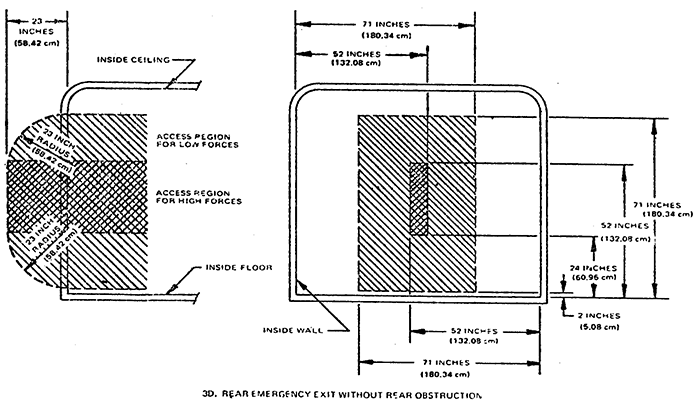 23
INCHES
(58.42 cm)
INSIDE CEILING
23 INCH
RADIUS
(58.42 cm)
ACCESS REGION
FOR LOW FORCES
ACCESS REGION
FOR HIGH FORCES
23 INCH
RADIUS
(58.42 cm)
INSIDE FLOOR
71 INCHES
(180.34 cm)
52 INCHES
(132.08 cm)
71 INCHES
(180.34 cm)
52 INCHES
(132.08 cm)
24 INCHES
(60.96 cm)
2 INCHES
(5.08 cm)
INSIDE WALL
52 INCHES
(132.08 cm)
71 INCHES
(180.34 cm)
3D. REAR EMERGENCY EXIT WITHOUT REAR OBSTRUCTION